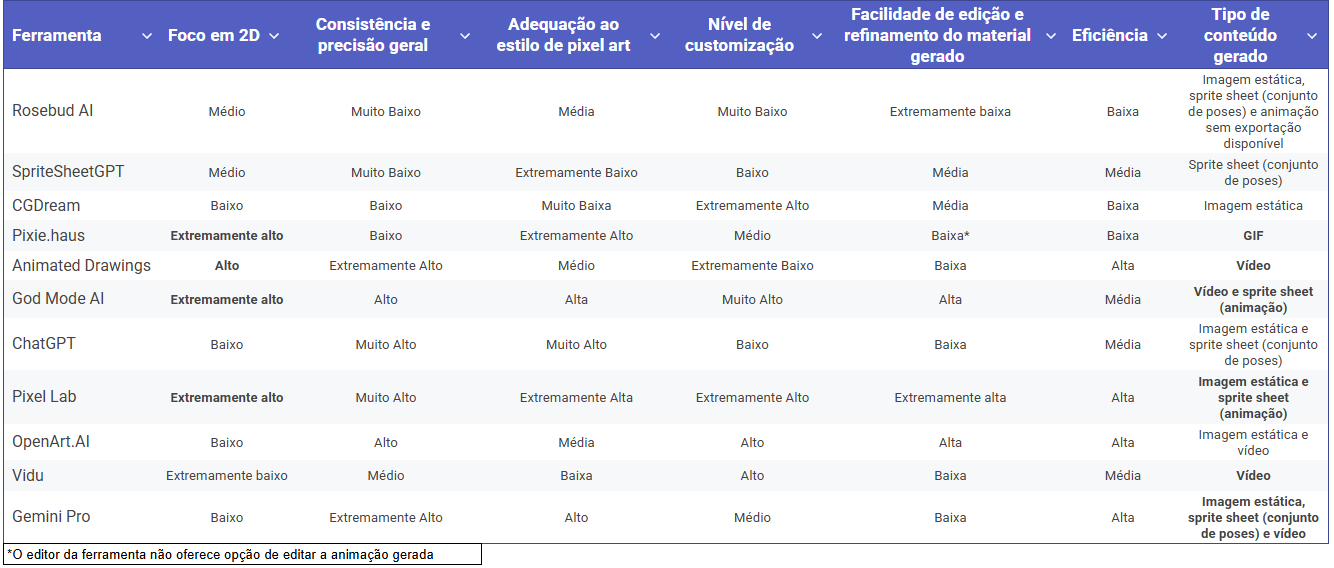 Ferramenta
Foco em 2D
Consistência e
precisão geral
Adequação ao
estilo de pixel art
Nível de
customização
Facilidade de edição e
refinamento do material
gerado
Eficiência
Tipo de
conteúdo
gerado
Rosebud AI
Médio
Muito Baixo
Média
Muito Baixo
Extremamente baixa
Baixa
Imagem estática,
sprite sheet (conjunto
de poses) e animação
sem exportação
disponível
SpriteSheetGPT
Médio
Muito Baixo
Extremamente Baixo
Baixo
Média
Média
Sprite sheet (conjunto
de poses)
CGDream
Baixo
Baixo
Muito Baixa
Extremamente Alto
Média
Baixa
Imagem estática
Pixie.haus
Extremamente alto
Baixo
Extremamente Alto
Médio
Baixa*
Baixa
GIF
Animated Drawings
Alto
Extremamente Alto
Médio
Extremamente Baixo
Baixa
Alta
Vídeo
God Mode AI
Extremamente alto
Alto
Alta
Muito Alto
Alta
Média
Vídeo e sprite sheet
(animação)
ChatGPT
Baixo
Muito Alto
Muito Alto
Baixo
Baixa
Média
Imagem estática e
sprite sheet (conjunto
de poses)
Pixel Lab
Extremamente alto
Muito Alto
Extremamente Alta
Extremamente Alto
Extremamente alta
Alta
Imagem estática e
sprite sheet
(animação)
OpenArt.AI
Baixo
Alto
Média
Alto
Alta
Alta
Imagem estática e
vídeo
Vidu
Extremamente baixo
Médio
Baixa
Alto
Baixa
Média
Vídeo
Gemini Pro
Baixo
Extremamente Alto
Alto
Médio
Baixa
Alta
Imagem estática,
sprite sheet (conjunto
de poses) e vídeo
*O editor da ferramenta não oferece opção de editar a animação gerada